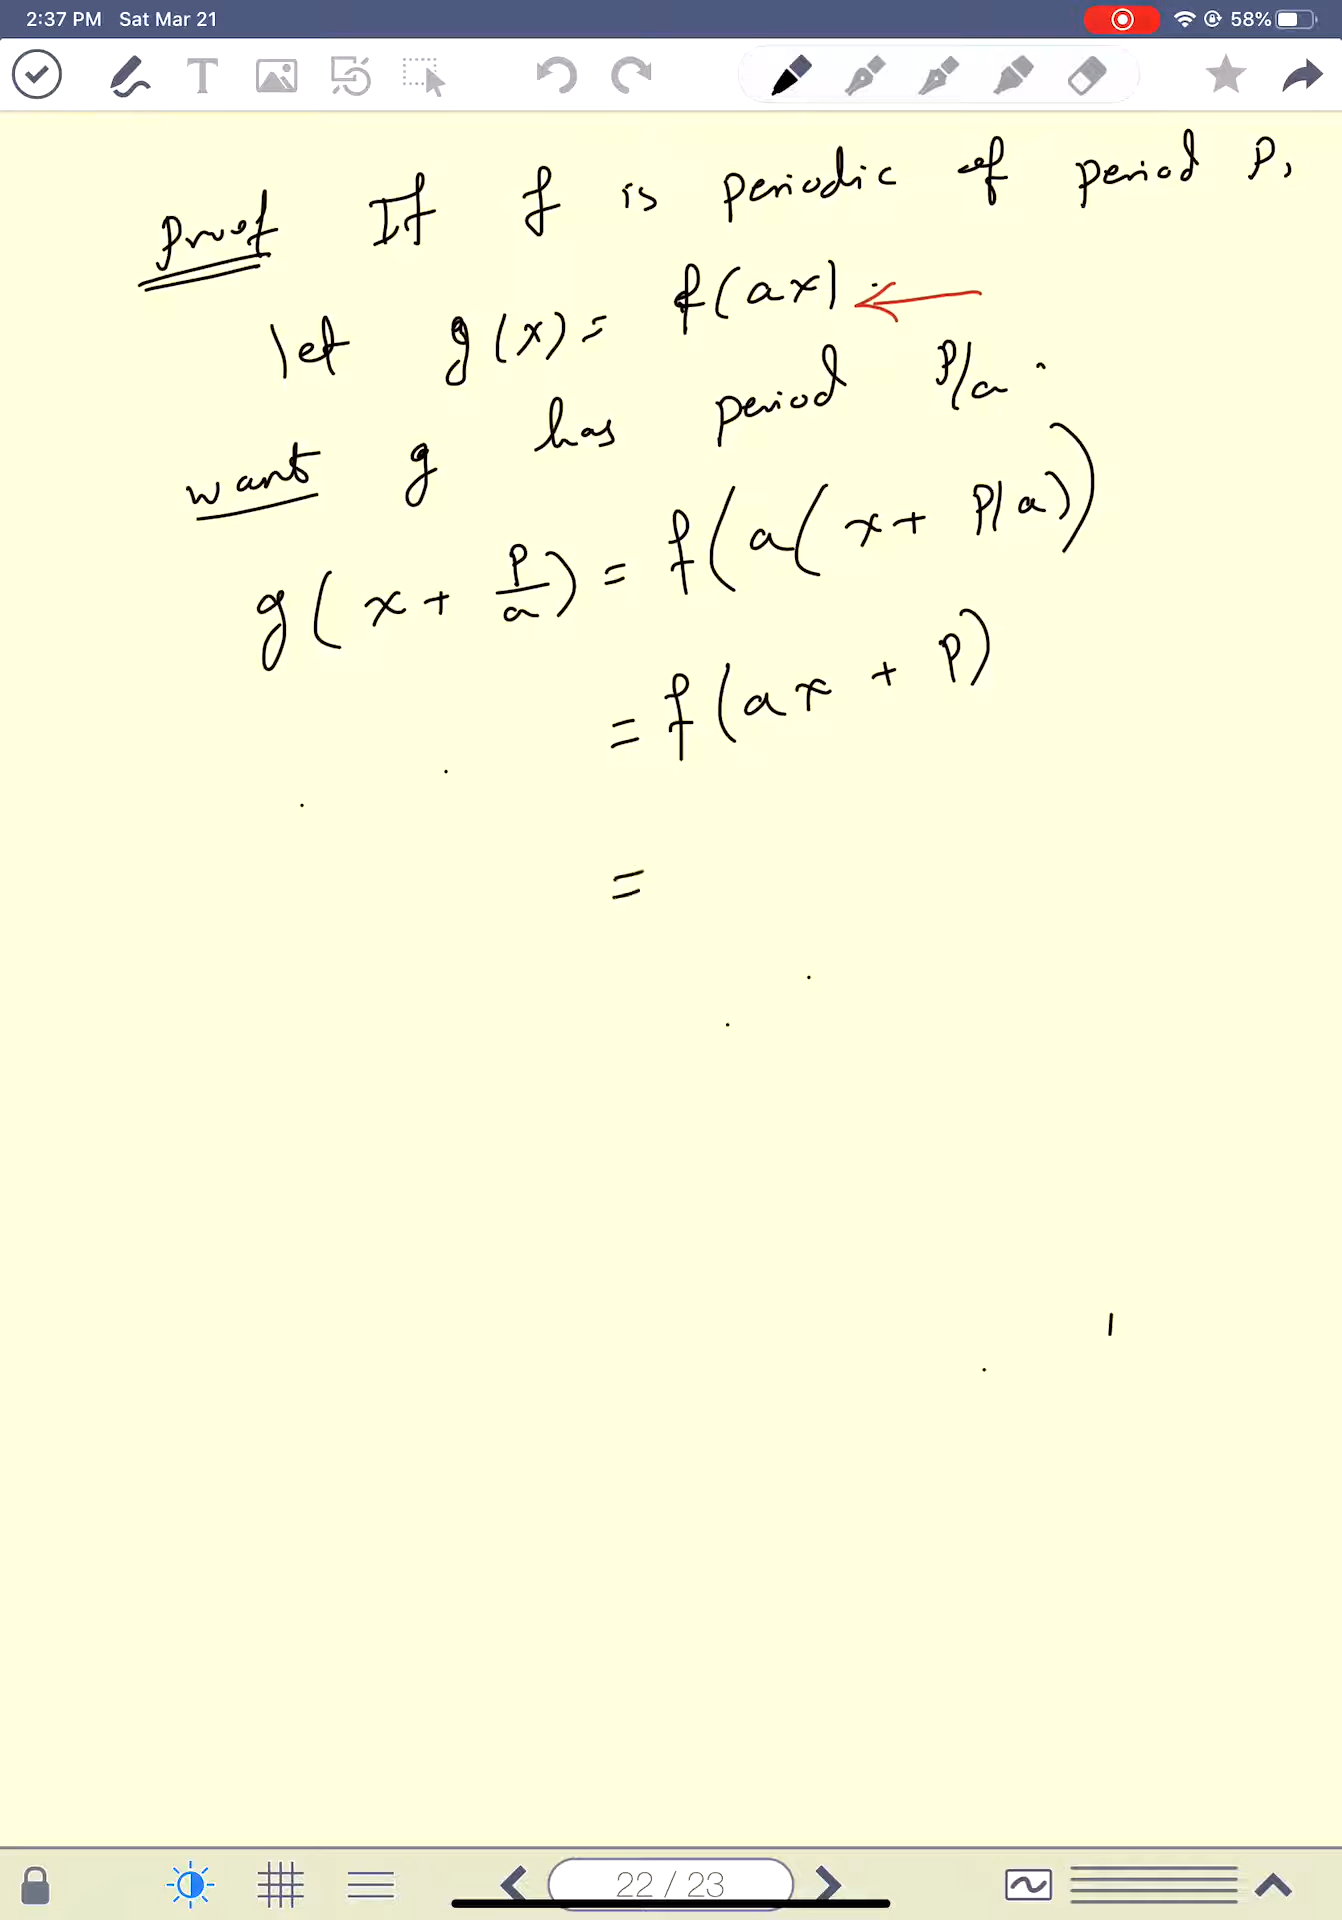 2:37 PM Sat Mar 21 58%
T
Proof If f is periodic of period P,
let g(x) = f(ax).
want g has period P/a.
g(x + P/a) = f(a(x + P/a))
= f(ax + P)
=
22 / 23